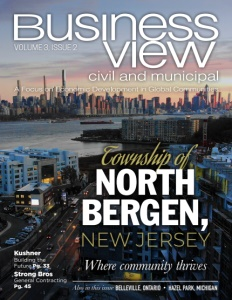 BUSINESS
VOLUME 3, ISSUE 2
view
civil and municipal
A Focus on Economic Development in Global Communities
Township of
NORTH
BERGEN,
NEW JERSEY
Where community thrives
Kushner
Building the
Future Pg. 33
Strong Bros
General Contracting
Pg. 45
Also in this issue BELLEVILLE, ONTARIO • HAZEL PARK, MICHIGAN